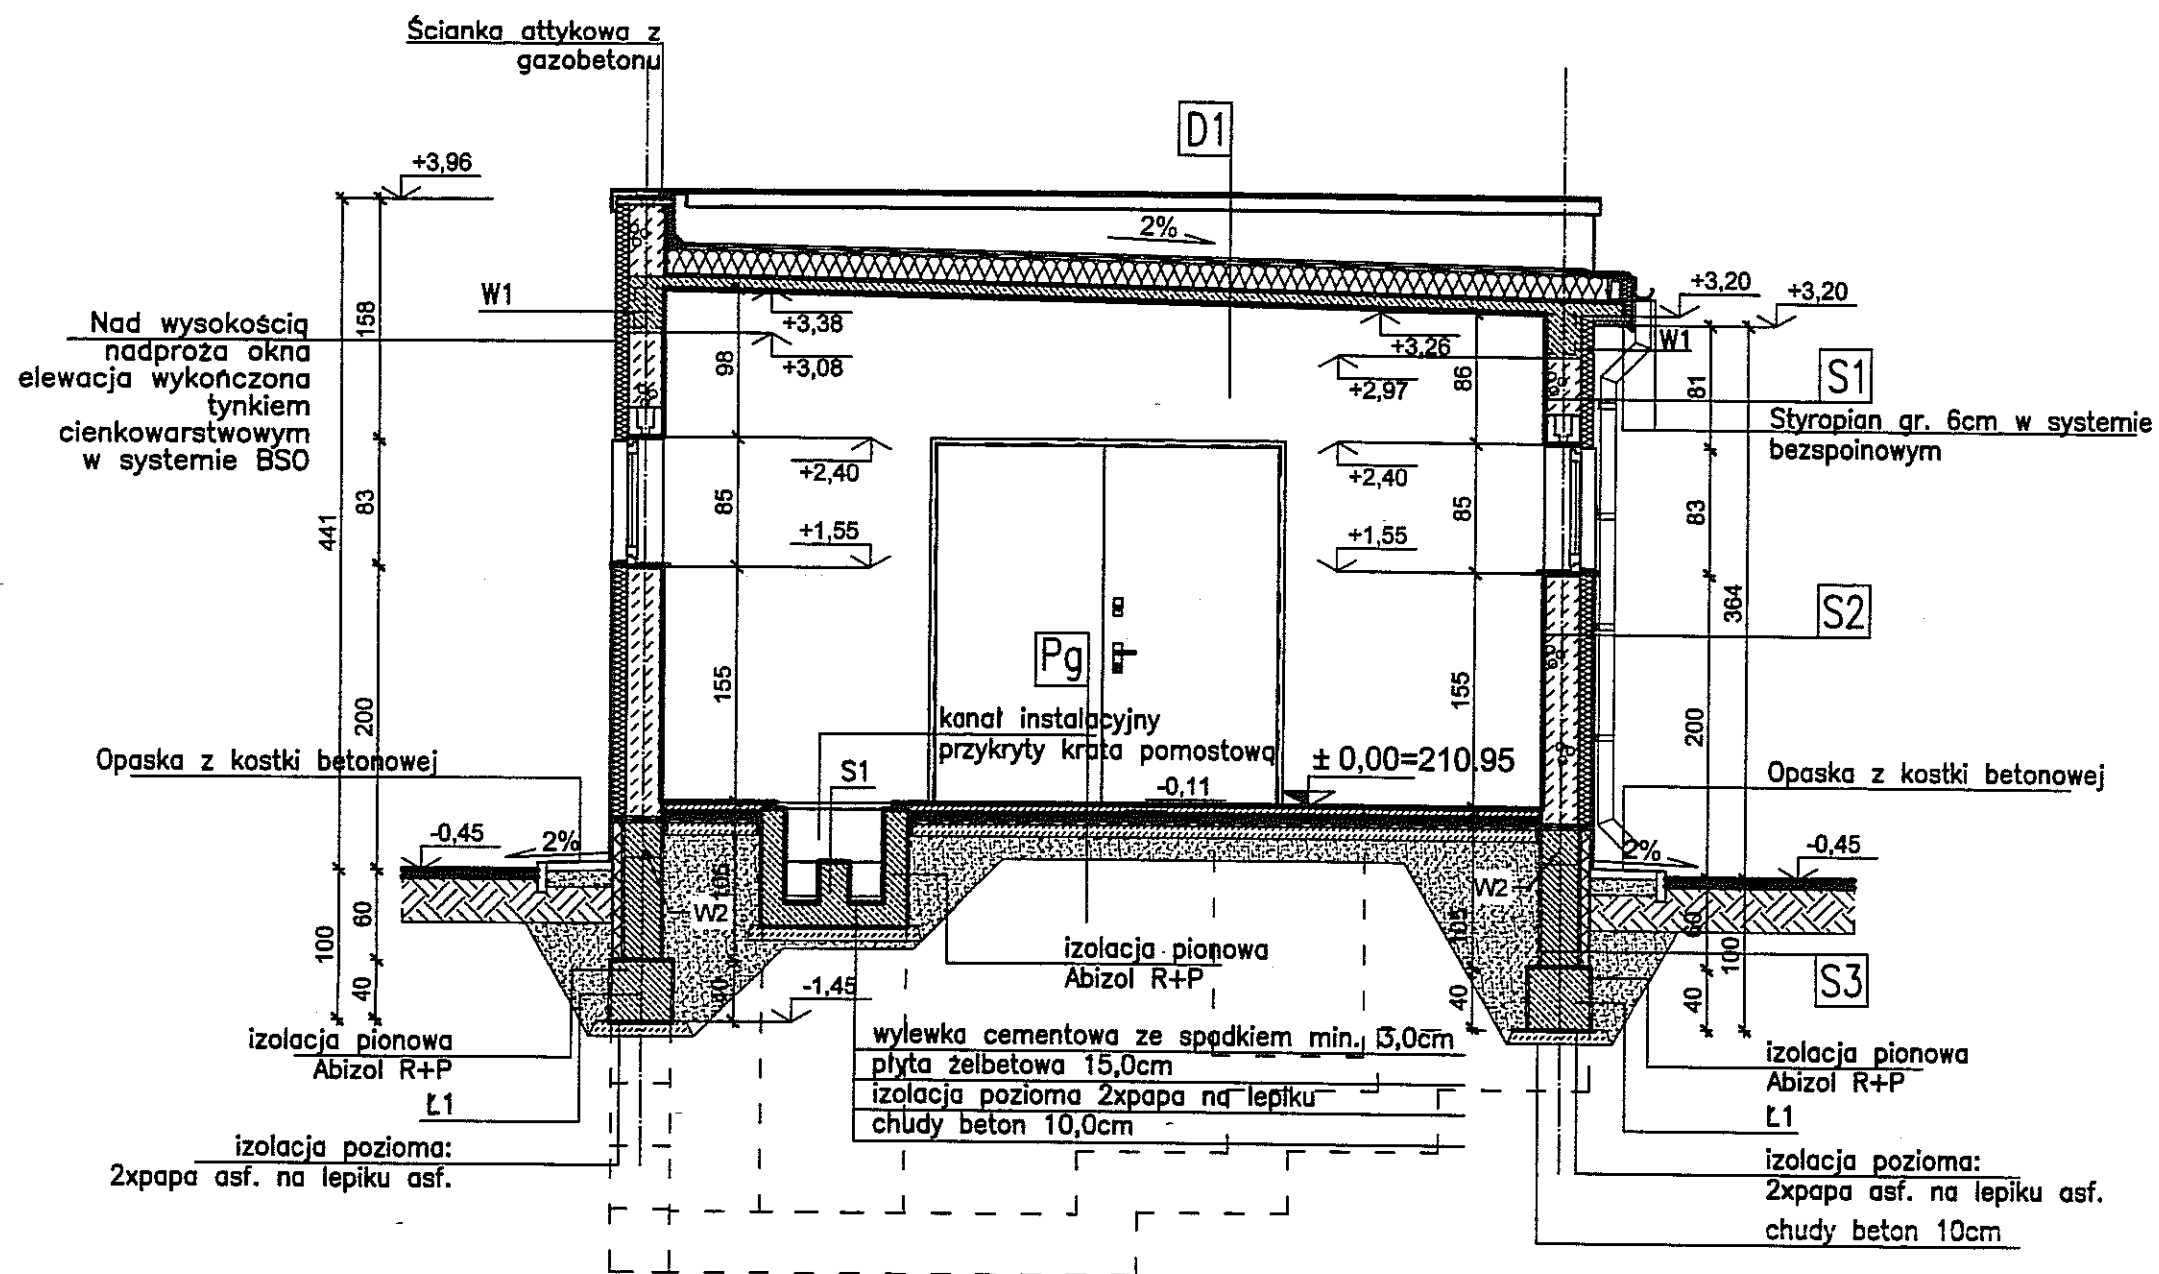 Ścianka attykowa z
gazobetonu
D1
+3,96
2%
W1
+3,20
+3,20
Nad wysokością
nadproża okna
elewacja wykończona
tynkiem
cienkowarstwowym
w systemie BSO
158
+3,38
+3,08
98
+3,26
+2,97
86
W1
81
S1
Styropian gr. 6cm w systemie
bezspoinowym
+2,40
+2,40
441
83
85
85
83
+1,55
+1,55
364
S2
Pg
155
155
200
200
kanał instalacyjny
przykryty krata pomostową
± 0,00=210.95
S1
-0,11
Opaska z kostki betonowej
Opaska z kostki betonowej
-0,45
2%
2%
-0,45
105
W2
W2
105
100
60
60
100
40
40
40
40
-1,45
izolacja pionowa
Abizol R+P
S3
wylewka cementowa ze spadkiem min. 3,0cm
płyta żelbetowa 15,0cm
izolacja pozioma 2xpapa na lepiku
chudy beton 10,0cm
izolacja pionowa
Abizol R+P
Ł1
izolacja pozioma:
2xpapa asf. na lepiku asf.
izolacja pionowa
Abizol R+P
Ł1
izolacja pozioma:
2xpapa asf. na lepiku asf.
chudy beton 10cm